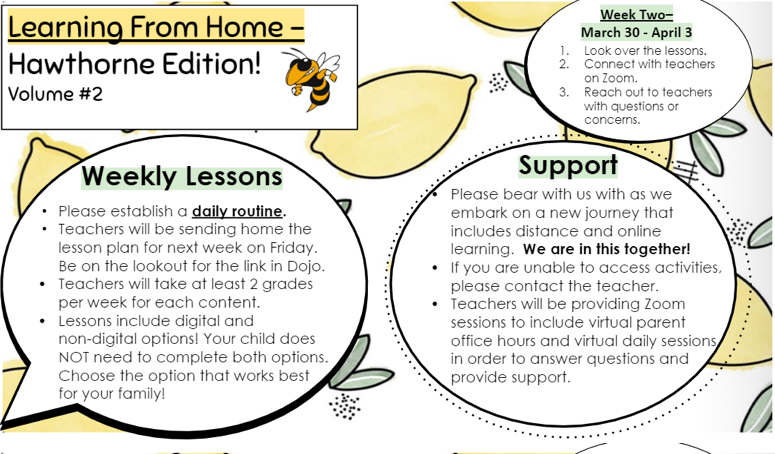 Learning From Home –
Hawthorne Edition!
Volume #2
Week Two–
March 30 - April 3
1. Look over the lessons.
2. Connect with teachers
on Zoom.
3. Reach out to teachers
with questions or
concerns.
Weekly Lessons
• Please establish a daily routine.
• Teachers will be sending home the
lesson plan for next week on Friday.
Be on the lookout for the link in Dojo.
• Teachers will take at least 2 grades
per week for each content.
• Lessons include digital and
non-digital options! Your child does
NOT need to complete both options.
Choose the option that works best
for your family!
Support
• Please bear with us with as we
embark on a new journey that
includes distance and online
learning. We are in this together!
• If you are unable to access activities,
please contact the teacher.
• Teachers will be providing Zoom
sessions to include virtual parent
office hours and virtual daily sessions
in order to answer questions and
provide support.